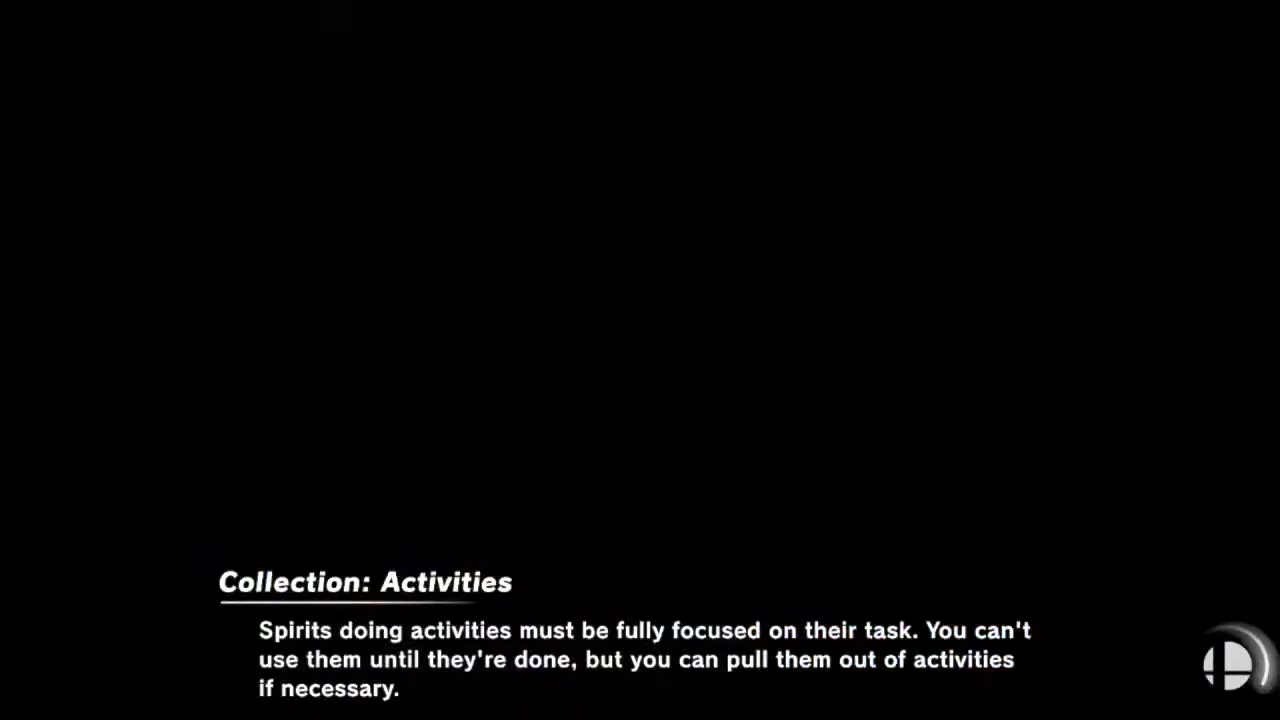 Collection: Activities
Spirits doing activities must be fully focused on their task. You can't
use them until they're done, but you can pull them out of activities
if necessary.